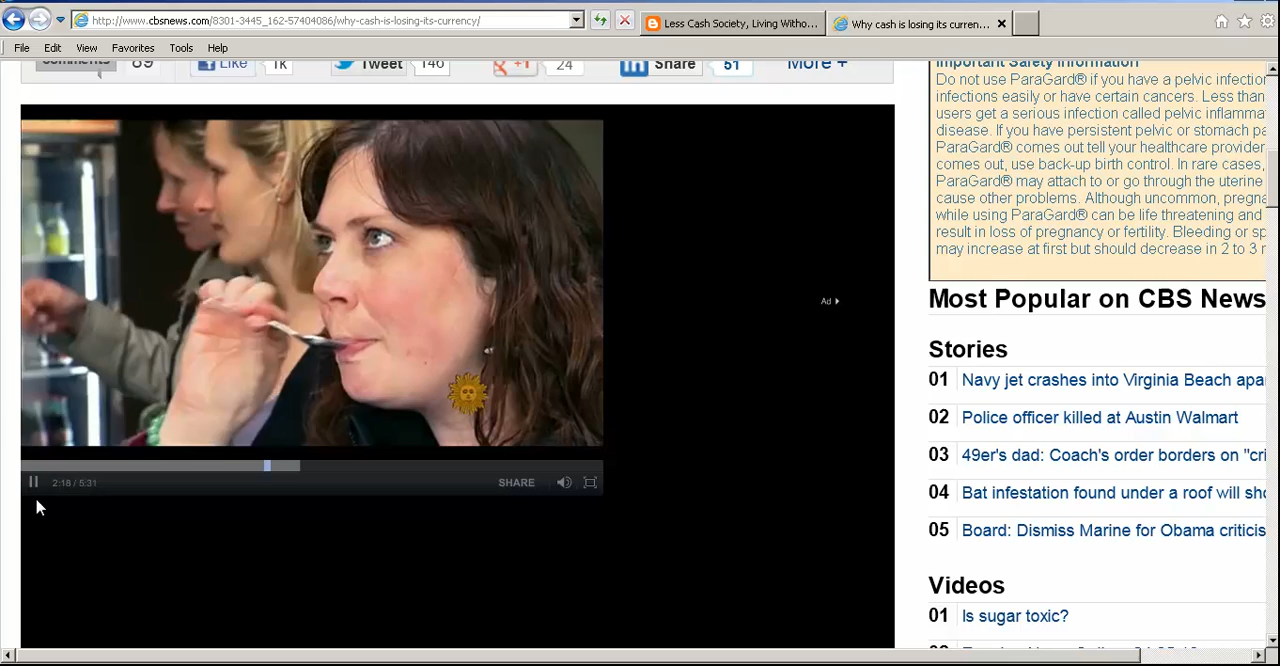 http://www.cbsnews.com/8301-3445_162-57404086/why-cash-is-losing-its-currency/
Less Cash Society, Living Witho...
Why cash is losing its curren...
File Edit View Favorites Tools Help
comments 89 Like 1k Tweet 146 +1 24 in Share 51 More +
Important Safety Information
Do not use ParaGard® if you have a pelvic infection
infections easily or have certain cancers. Less than
users get a serious infection called pelvic inflamma
disease. If you have persistent pelvic or stomach pa
ParaGard® comes out tell your healthcare provider
comes out, use back-up birth control. In rare cases,
ParaGard® may attach to or go through the uterine
cause other problems. Although uncommon, pregna
while using ParaGard® can be life threatening and
result in loss of pregnancy or fertility. Bleeding or sp
may increase at first but should decrease in 2 to 3 m
Ad
2:18 / 5:31
SHARE
Most Popular on CBS News
Stories
01 Navy jet crashes into Virginia Beach apa
02 Police officer killed at Austin Walmart
03 49er's dad: Coach's order borders on "cri
04 Bat infestation found under a roof will sho
05 Board: Dismiss Marine for Obama criticis
Videos
01 Is sugar toxic?